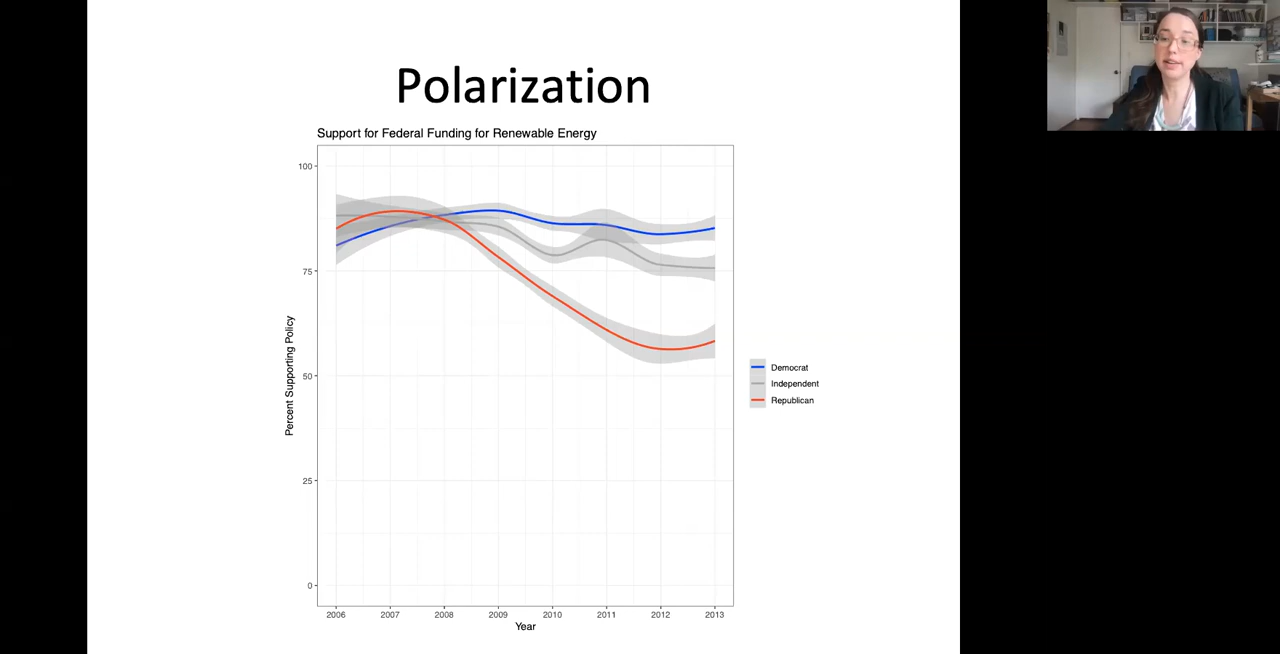 Polarization
Support for Federal Funding for Renewable Energy
100
75
50
25
0
Percent Supporting Policy
2006 2007 2008 2009 2010 2011 2012 2013
Year
Democrat
Independent
Republican